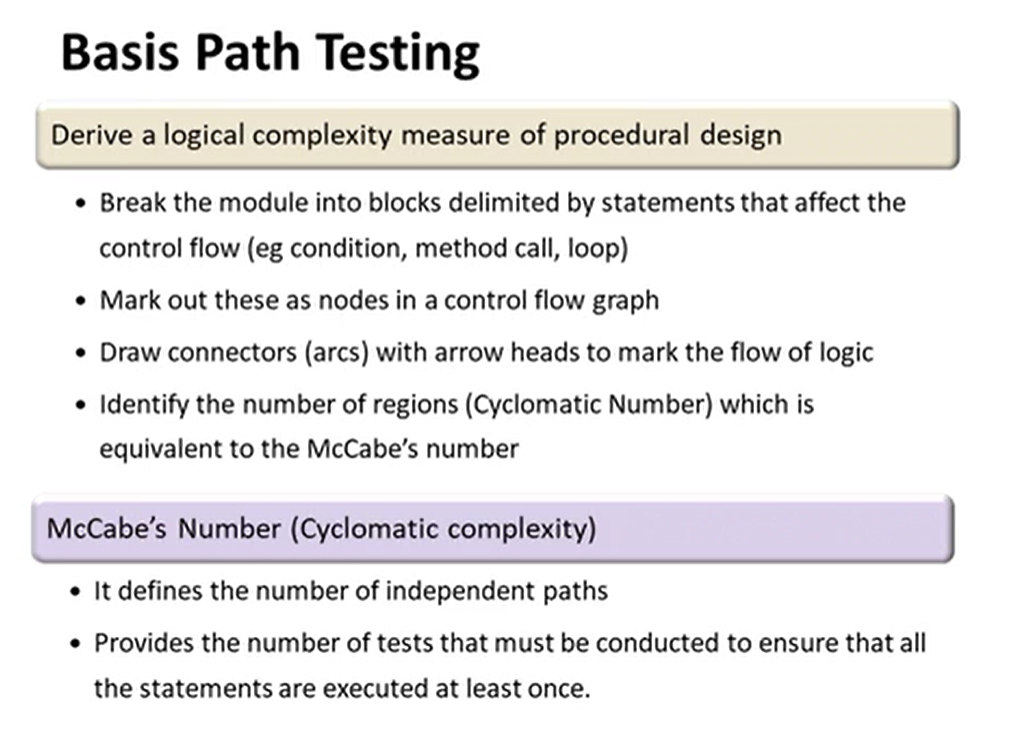 Basis Path Testing
Derive a logical complexity measure of procedural design
• Break the module into blocks delimited by statements that affect the
control flow (eg condition, method call, loop)
• Mark out these as nodes in a control flow graph
• Draw connectors (arcs) with arrow heads to mark the flow of logic
• Identify the number of regions (Cyclomatic Number) which is
equivalent to the McCabe’s number
McCabe’s Number (Cyclomatic complexity)
• It defines the number of independent paths
• Provides the number of tests that must be conducted to ensure that all
the statements are executed at least once.